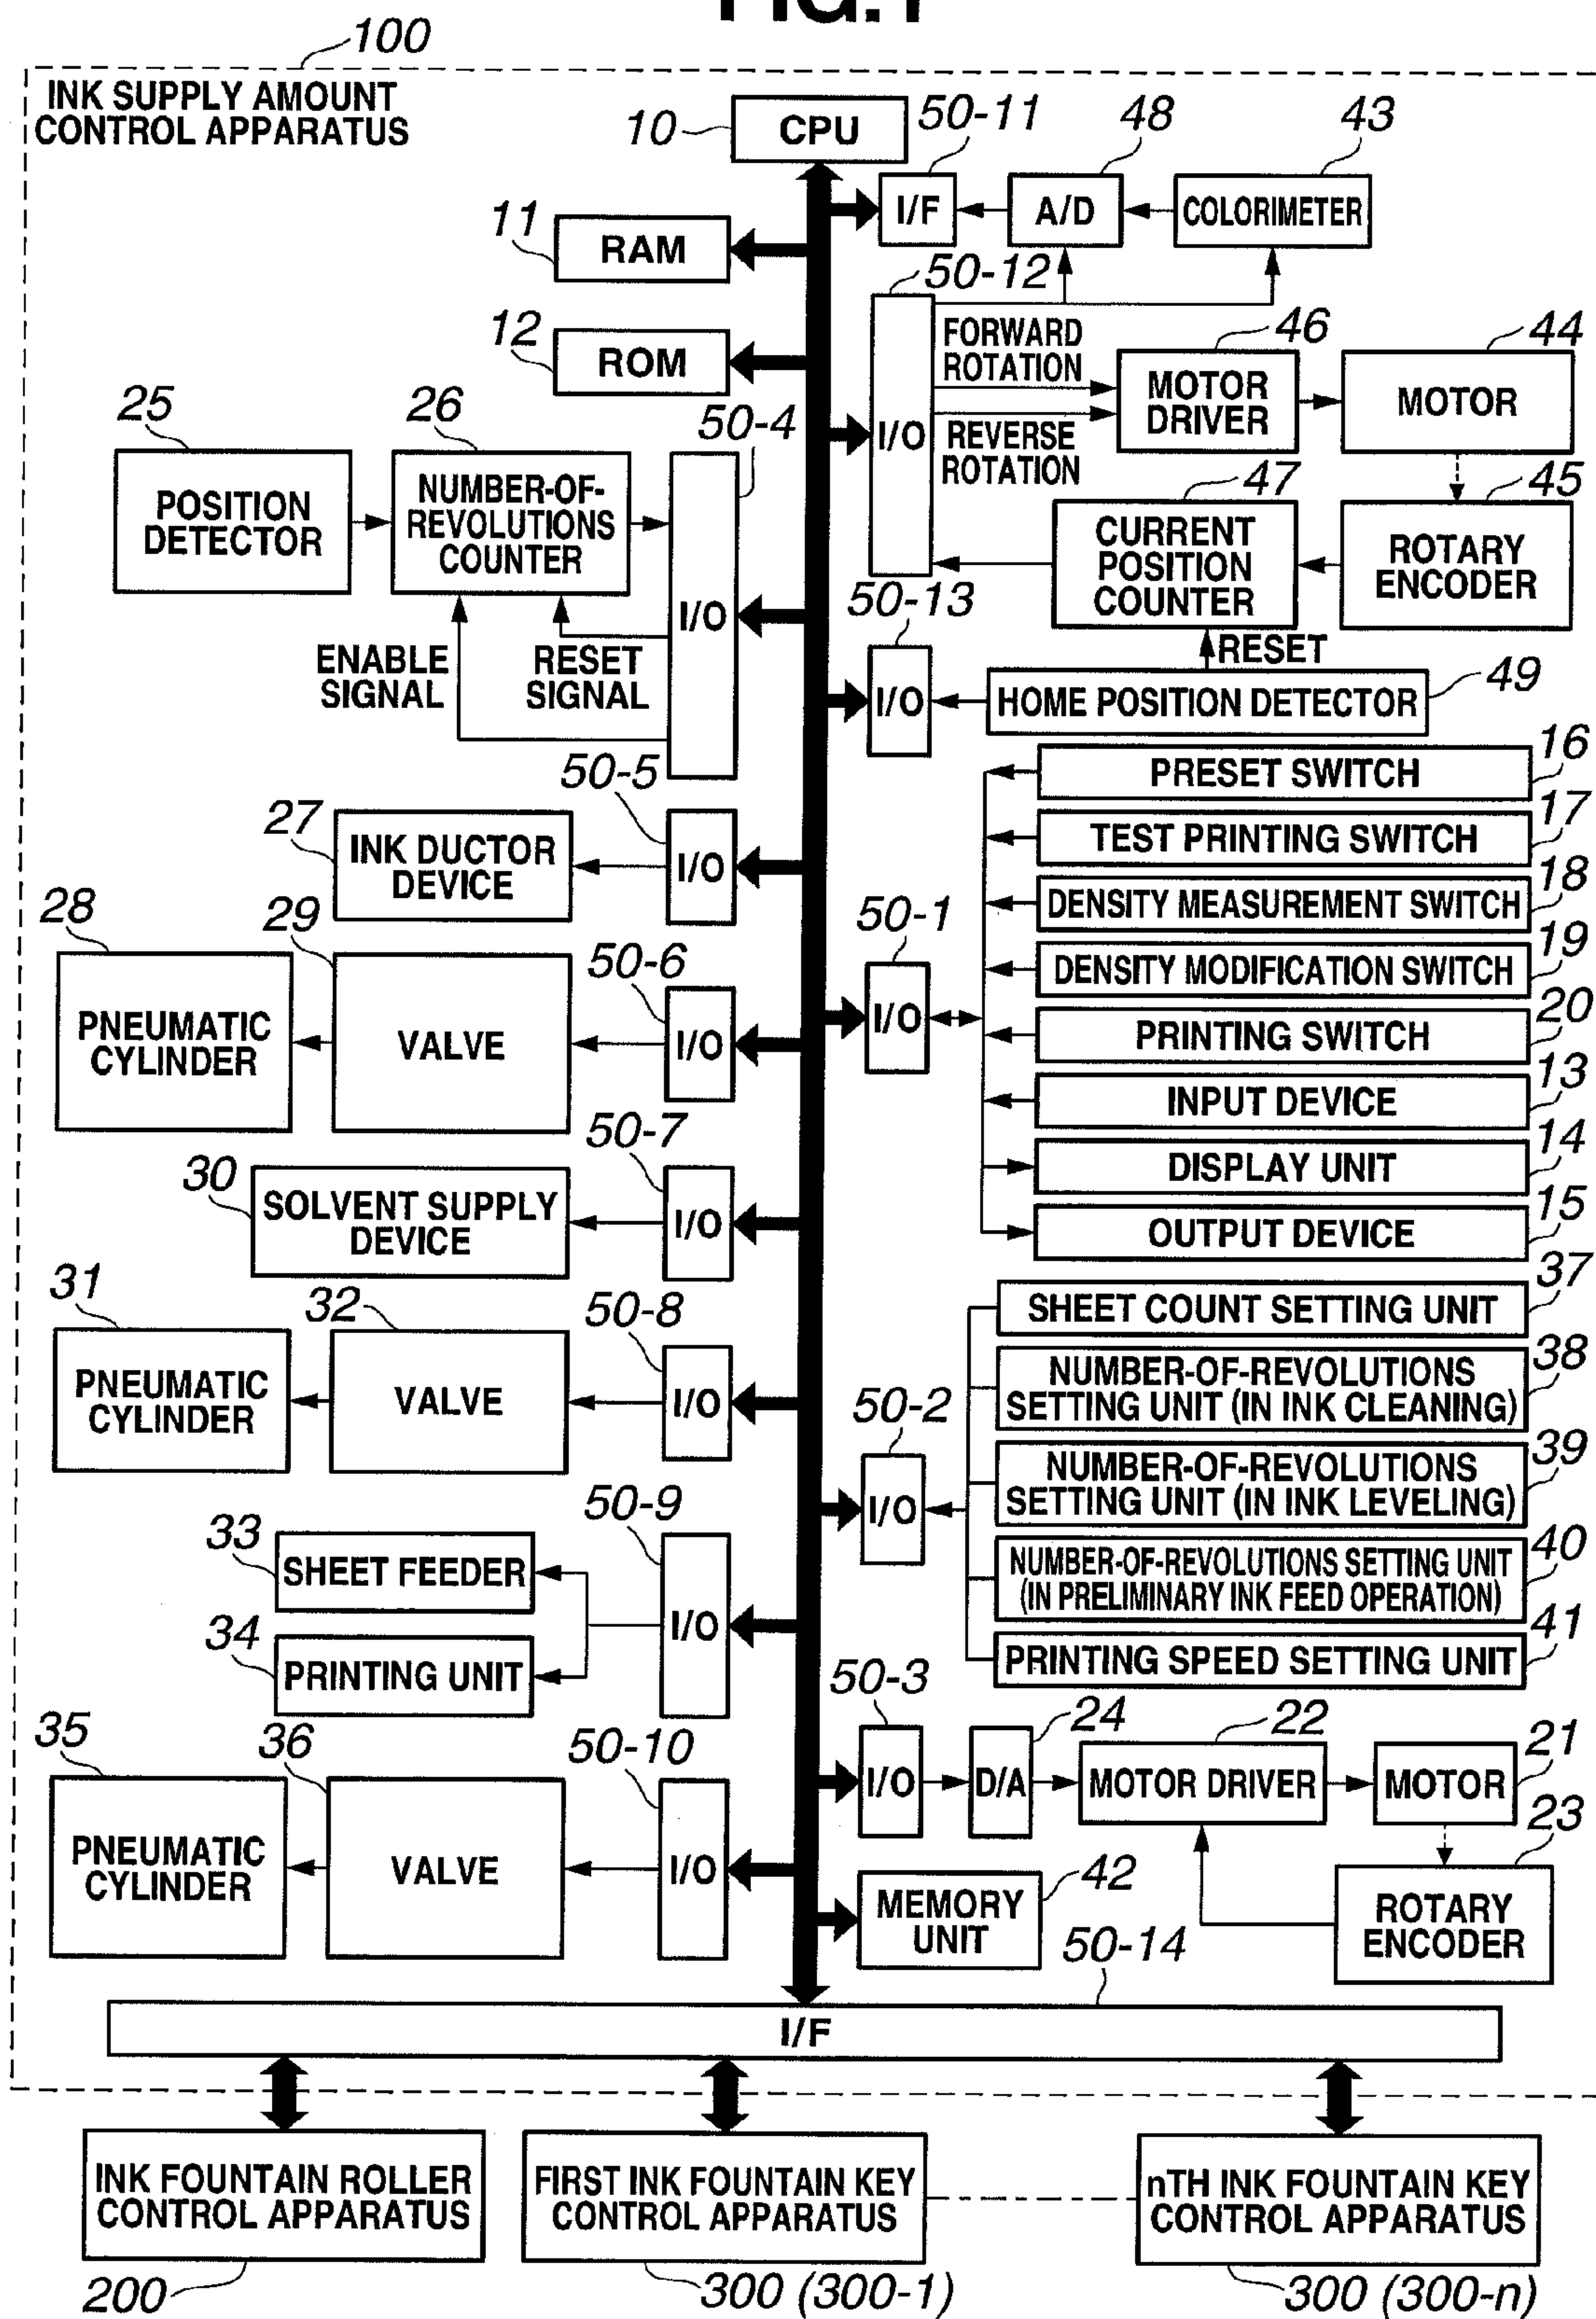 FIG.1
100
INK SUPPLY AMOUNT
CONTROL APPARATUS
10
CPU
50-11
48
43
I/F
A/D
COLORIMETER
11
RAM
50-12
12
ROM
FORWARD
ROTATION
46
44
I/O
MOTOR
DRIVER
MOTOR
REVERSE
ROTATION
25
26
50-4
POSITION
DETECTOR
NUMBER-OF-
REVOLUTIONS
COUNTER
I/O
47
45
CURRENT
POSITION
COUNTER
ROTARY
ENCODER
ENABLE
SIGNAL
RESET
SIGNAL
50-13
RESET
I/O
HOME POSITION DETECTOR
49
PRESET SWITCH
16
TEST PRINTING SWITCH
17
DENSITY MEASUREMENT SWITCH
18
DENSITY MODIFICATION SWITCH
19
PRINTING SWITCH
20
INPUT DEVICE
13
DISPLAY UNIT
14
OUTPUT DEVICE
15
50-1
I/O
50-5
27
INK DUCTOR
DEVICE
I/O
28
29
50-6
PNEUMATIC
CYLINDER
VALVE
I/O
50-7
30
SOLVENT SUPPLY
DEVICE
I/O
31
32
50-8
PNEUMATIC
CYLINDER
VALVE
I/O
SHEET COUNT SETTING UNIT
37
NUMBER-OF-REVOLUTIONS
SETTING UNIT (IN INK CLEANING)
38
50-2
I/O
NUMBER-OF-REVOLUTIONS
SETTING UNIT (IN INK LEVELING)
39
NUMBER-OF-REVOLUTIONS SETTING UNIT
(IN PRELIMINARY INK FEED OPERATION)
40
PRINTING SPEED SETTING UNIT
41
50-9
33
SHEET FEEDER
I/O
34
PRINTING UNIT
50-3
24
22
21
I/O
D/A
MOTOR DRIVER
MOTOR
23
ROTARY
ENCODER
35
36
50-10
PNEUMATIC
CYLINDER
VALVE
I/O
MEMORY
UNIT
42
50-14
I/F
INK FOUNTAIN ROLLER
CONTROL APPARATUS
FIRST INK FOUNTAIN KEY
CONTROL APPARATUS
nTH INK FOUNTAIN KEY
CONTROL APPARATUS
200
300 (300-1)
300 (300-n)